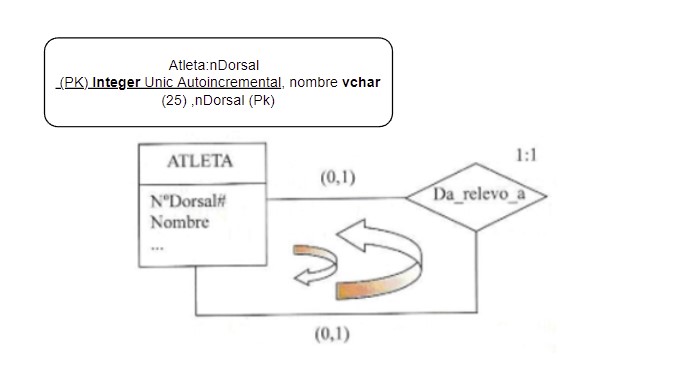 Atleta:nDorsal
(PK) Integer Unic Autoincremental, nombre vchar
(25) ,nDorsal (Pk)
1:1
ATLETA
(0,1)
Da_relevo_a
NºDorsal#
Nombre
...
(0,1)